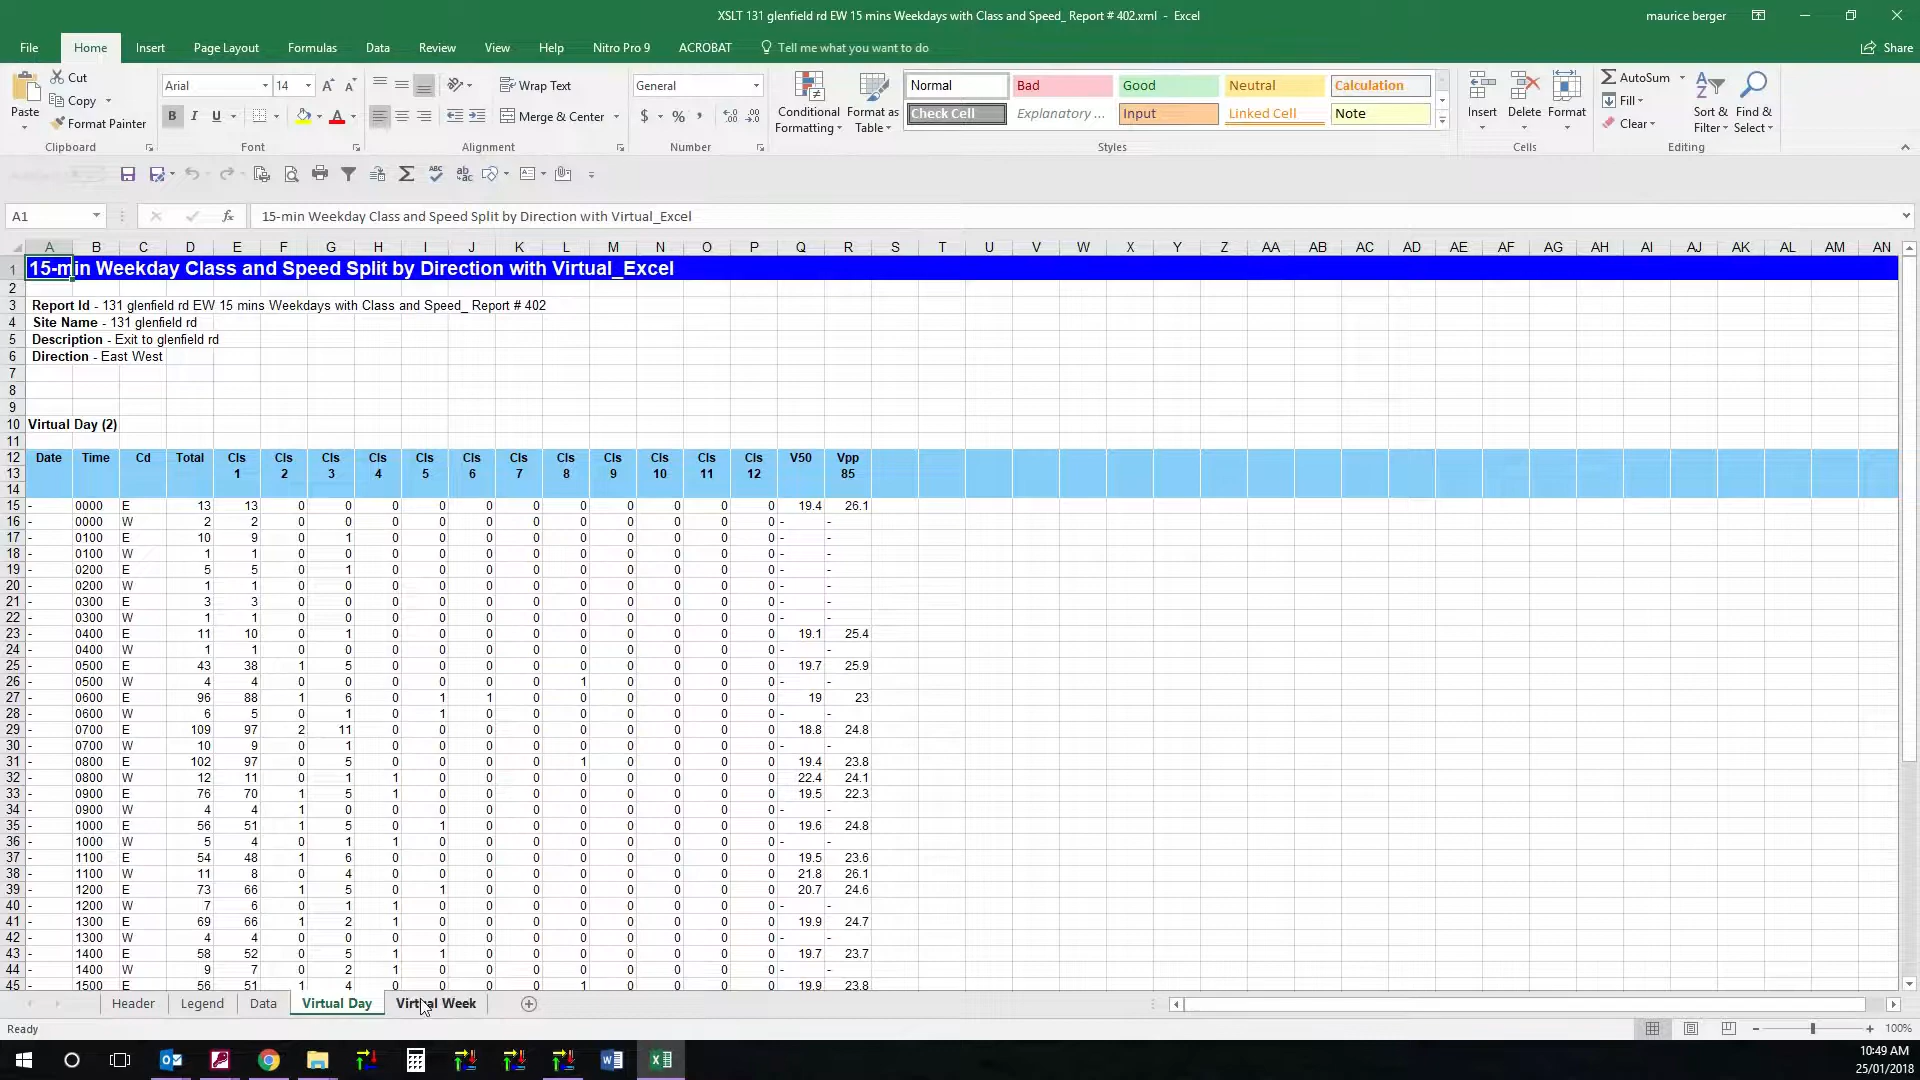 XSLT 131 glenfield rd EW 15 mins Weekdays with Class and Speed_ Report # 402.xml - Excel
maurice berger
File Home Insert Page Layout Formulas Data Review View Help Nitro Pro 9 ACROBAT Tell me what you want to do Share
Paste
Cut
Copy
Format Painter
Clipboard
Arial 14
B I U
Font
Wrap Text
Merge & Center
Alignment
General
$ % ,
Number
Conditional Formatting
Format as Table
Normal Bad Good Neutral Calculation
Check Cell Explanatory ... Input Linked Cell Note
Styles
Insert Delete Format
Cells
AutoSum
Fill
Clear
Sort & Filter
Find & Select
Editing
A1 fx 15-min Weekday Class and Speed Split by Direction with Virtual_Excel
A B C D E F G H I J K L M N O P Q R S T U V W X Y Z AA AB AC AD AE AF AG AH AI AJ AK AL AM AN
1 15-min Weekday Class and Speed Split by Direction with Virtual_Excel
2
3 Report Id - 131 glenfield rd EW 15 mins Weekdays with Class and Speed_ Report # 402
4 Site Name - 131 glenfield rd
5 Description - Exit to glenfield rd
6 Direction - East West
7
8
9
10 Virtual Day (2)
11
12 Date Time Cd Total Cls Cls Cls Cls Cls Cls Cls Cls Cls Cls Cls Cls V50 Vpp
13 1 2 3 4 5 6 7 8 9 10 11 12 85
14
15 - 0000 E 13 13 0 0 0 0 0 0 0 0 0 0 0 19.4 26.1
16 - 0000 W 2 2 0 0 0 0 0 0 0 0 0 0 0 - -
17 - 0100 E 10 9 0 1 0 0 0 0 0 0 0 0 0 - -
18 - 0100 W 1 1 0 0 0 0 0 0 0 0 0 0 0 - -
19 - 0200 E 5 5 0 1 0 0 0 0 0 0 0 0 0 - -
20 - 0200 W 1 1 0 0 0 0 0 0 0 0 0 0 0 - -
21 - 0300 E 3 3 0 0 0 0 0 0 0 0 0 0 0 - -
22 - 0300 W 1 1 0 0 0 0 0 0 0 0 0 0 0 - -
23 - 0400 E 11 10 0 1 0 0 0 0 0 0 0 0 0 19.1 25.4
24 - 0400 W 1 1 0 0 0 0 0 0 0 0 0 0 0 - -
25 - 0500 E 43 38 1 5 0 0 0 0 0 0 0 0 0 19.7 25.9
26 - 0500 W 4 4 0 0 0 0 0 0 1 0 0 0 0 - -
27 - 0600 E 96 88 1 6 0 1 1 0 0 0 0 0 0 19 23
28 - 0600 W 6 5 0 1 0 1 0 0 0 0 0 0 0 - -
29 - 0700 E 109 97 2 11 0 0 0 0 0 0 0 0 0 18.8 24.8
30 - 0700 W 10 9 0 1 0 0 0 0 0 0 0 0 0 - -
31 - 0800 E 102 97 0 5 0 0 0 0 1 0 0 0 0 19.4 23.8
32 - 0800 W 12 11 0 1 1 0 0 0 0 0 0 0 0 22.4 24.1
33 - 0900 E 76 70 1 5 1 0 0 0 0 0 0 0 0 19.5 22.3
34 - 0900 W 4 4 1 0 0 0 0 0 0 0 0 0 0 - -
35 - 1000 E 56 51 1 5 0 1 0 0 0 0 0 0 0 19.6 24.8
36 - 1000 W 5 4 0 1 1 0 0 0 0 0 0 0 0 - -
37 - 1100 E 54 48 1 6 0 0 0 0 0 0 0 0 0 19.5 23.6
38 - 1100 W 11 8 0 4 0 0 0 0 0 0 0 0 0 21.8 26.1
39 - 1200 E 73 66 1 5 0 1 0 0 0 0 0 0 0 20.7 24.6
40 - 1200 W 7 6 0 1 1 0 0 0 0 0 0 0 0 - -
41 - 1300 E 69 66 1 2 1 0 0 0 0 0 0 0 0 19.9 24.7
42 - 1300 W 4 4 0 0 0 0 0 0 0 0 0 0 0 - -
43 - 1400 E 58 52 0 5 1 1 0 0 0 0 0 0 0 19.7 23.7
44 - 1400 W 9 7 0 2 1 0 0 0 0 0 0 0 0 - -
45 - 1500 E 56 51 1 4 0 0 0 0 1 0 0 0 0 19.9 23.8
Header Legend Data Virtual Day Virtual Week
Ready 100%
10:49 AM
25/01/2018